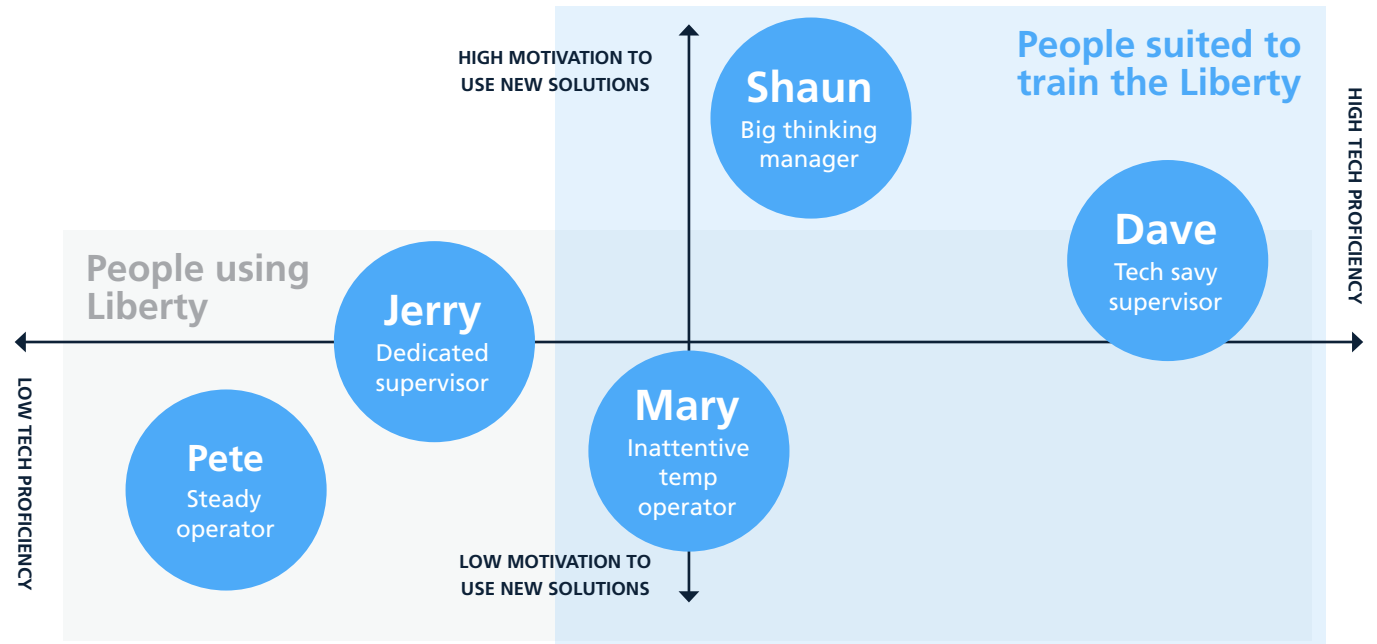 HIGH MOTIVATION TO
USE NEW SOLUTIONS
People suited to
train the Liberty
Shaun
Big thinking
manager
HIGH TECH PROFICIENCY
Dave
Tech savy
supervisor
People using
Liberty
Jerry
Dedicated
supervisor
LOW TECH PROFICIENCY
Mary
Inattentive
temp
operator
Pete
Steady
operator
LOW MOTIVATION TO
USE NEW SOLUTIONS